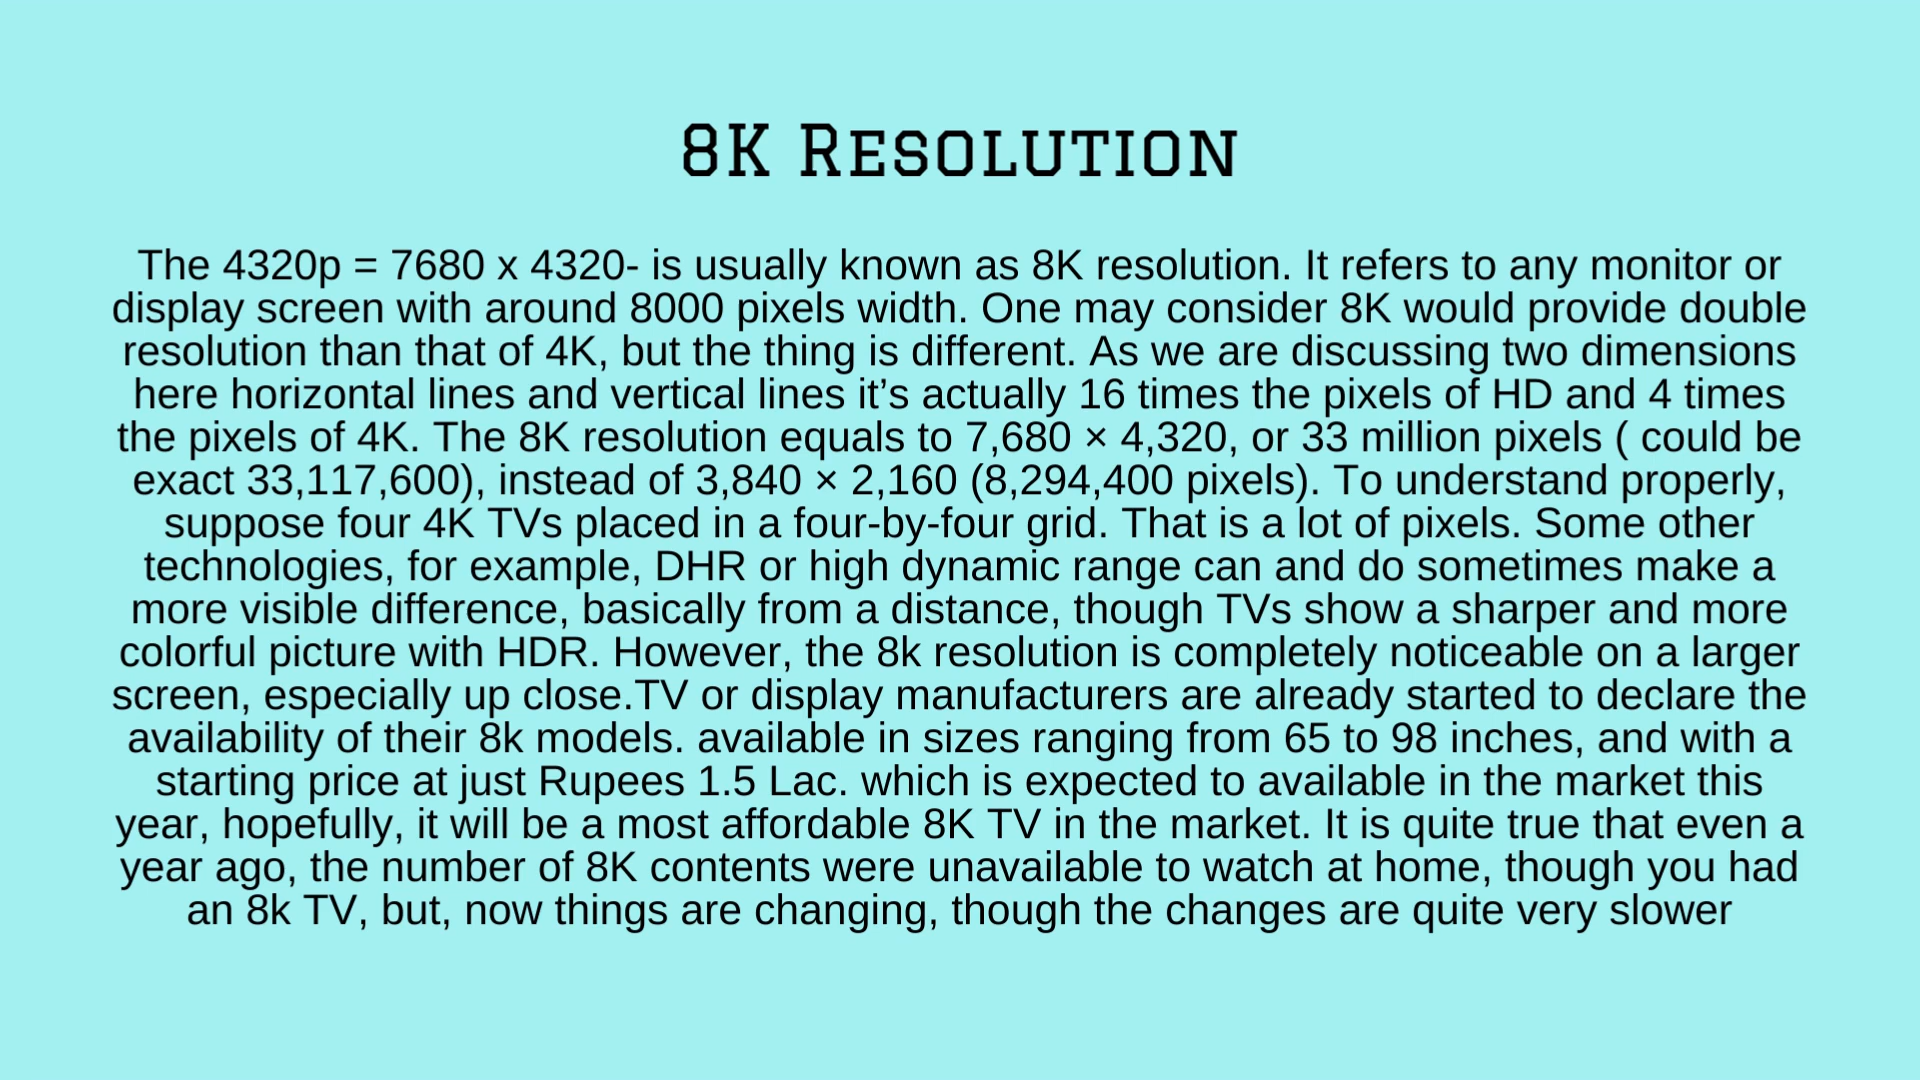 8K Resolution
The 4320p = 7680 x 4320- is usually known as 8K resolution. It refers to any monitor or
display screen with around 8000 pixels width. One may consider 8K would provide double
resolution than that of 4K, but the thing is different. As we are discussing two dimensions
here horizontal lines and vertical lines it’s actually 16 times the pixels of HD and 4 times
the pixels of 4K. The 8K resolution equals to 7,680 × 4,320, or 33 million pixels ( could be
exact 33,117,600), instead of 3,840 × 2,160 (8,294,400 pixels). To understand properly,
suppose four 4K TVs placed in a four-by-four grid. That is a lot of pixels. Some other
technologies, for example, DHR or high dynamic range can and do sometimes make a
more visible difference, basically from a distance, though TVs show a sharper and more
colorful picture with HDR. However, the 8k resolution is completely noticeable on a larger
screen, especially up close.TV or display manufacturers are already started to declare the
availability of their 8k models. available in sizes ranging from 65 to 98 inches, and with a
starting price at just Rupees 1.5 Lac. which is expected to available in the market this
year, hopefully, it will be a most affordable 8K TV in the market. It is quite true that even a
year ago, the number of 8K contents were unavailable to watch at home, though you had
an 8k TV, but, now things are changing, though the changes are quite very slower